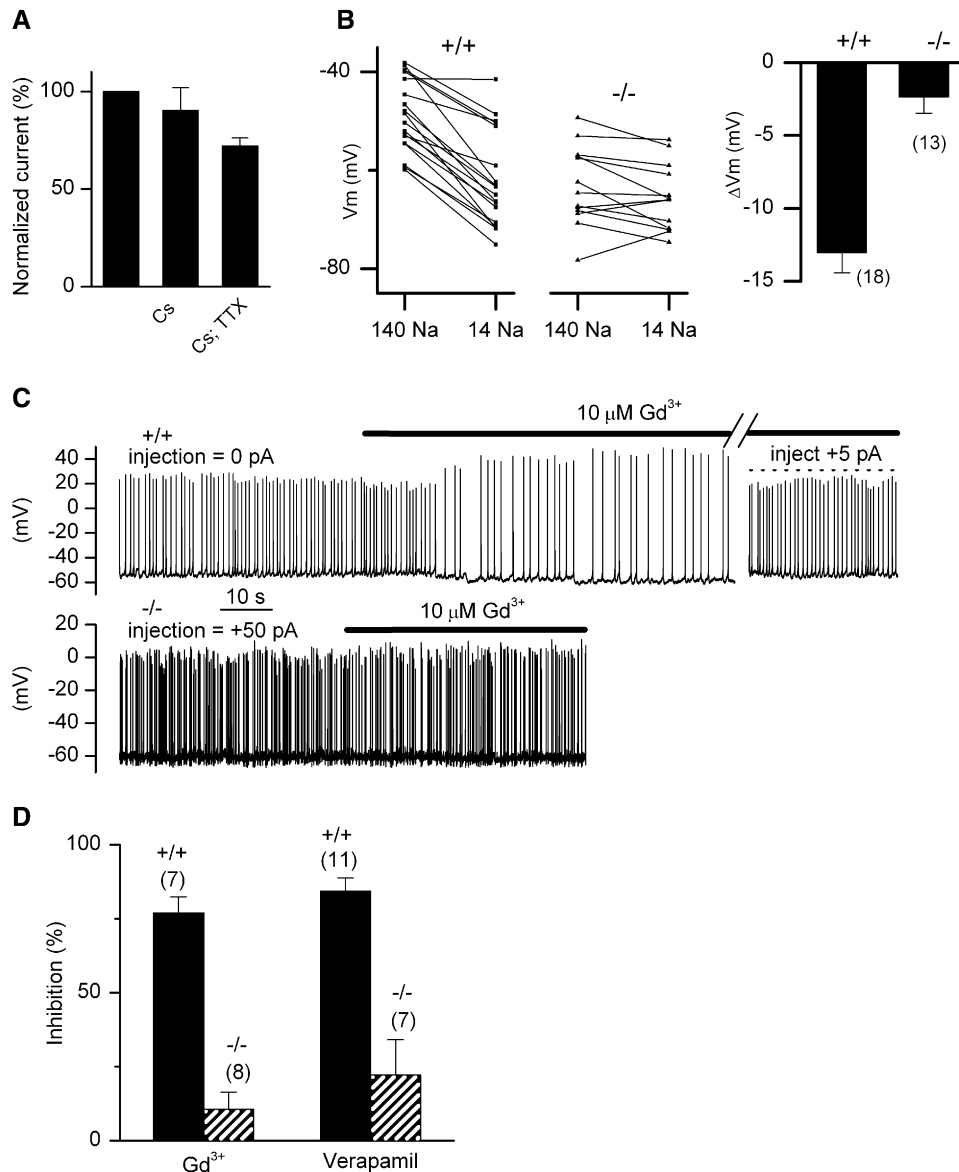 A
Normalized current (%)
100
50
0
Cs
Cs; TTX
B
+/+
-/-
Vm (mV)
-40
-80
140 Na
14 Na
140 Na
14 Na
+/+
-/-
ΔVm (mV)
0
-5
-10
-15
(13)
(18)
C
10 μM Gd³⁺
+/+
injection = 0 pA
inject +5 pA
(mV)
40
20
0
-20
-40
-60
10 s
-/-
injection = +50 pA
10 μM Gd³⁺
(mV)
20
0
-20
-40
-60
D
Inhibition (%)
100
50
0
+/+
(7)
-/-
(8)
+/+
(11)
-/-
(7)
Gd³⁺
Verapamil